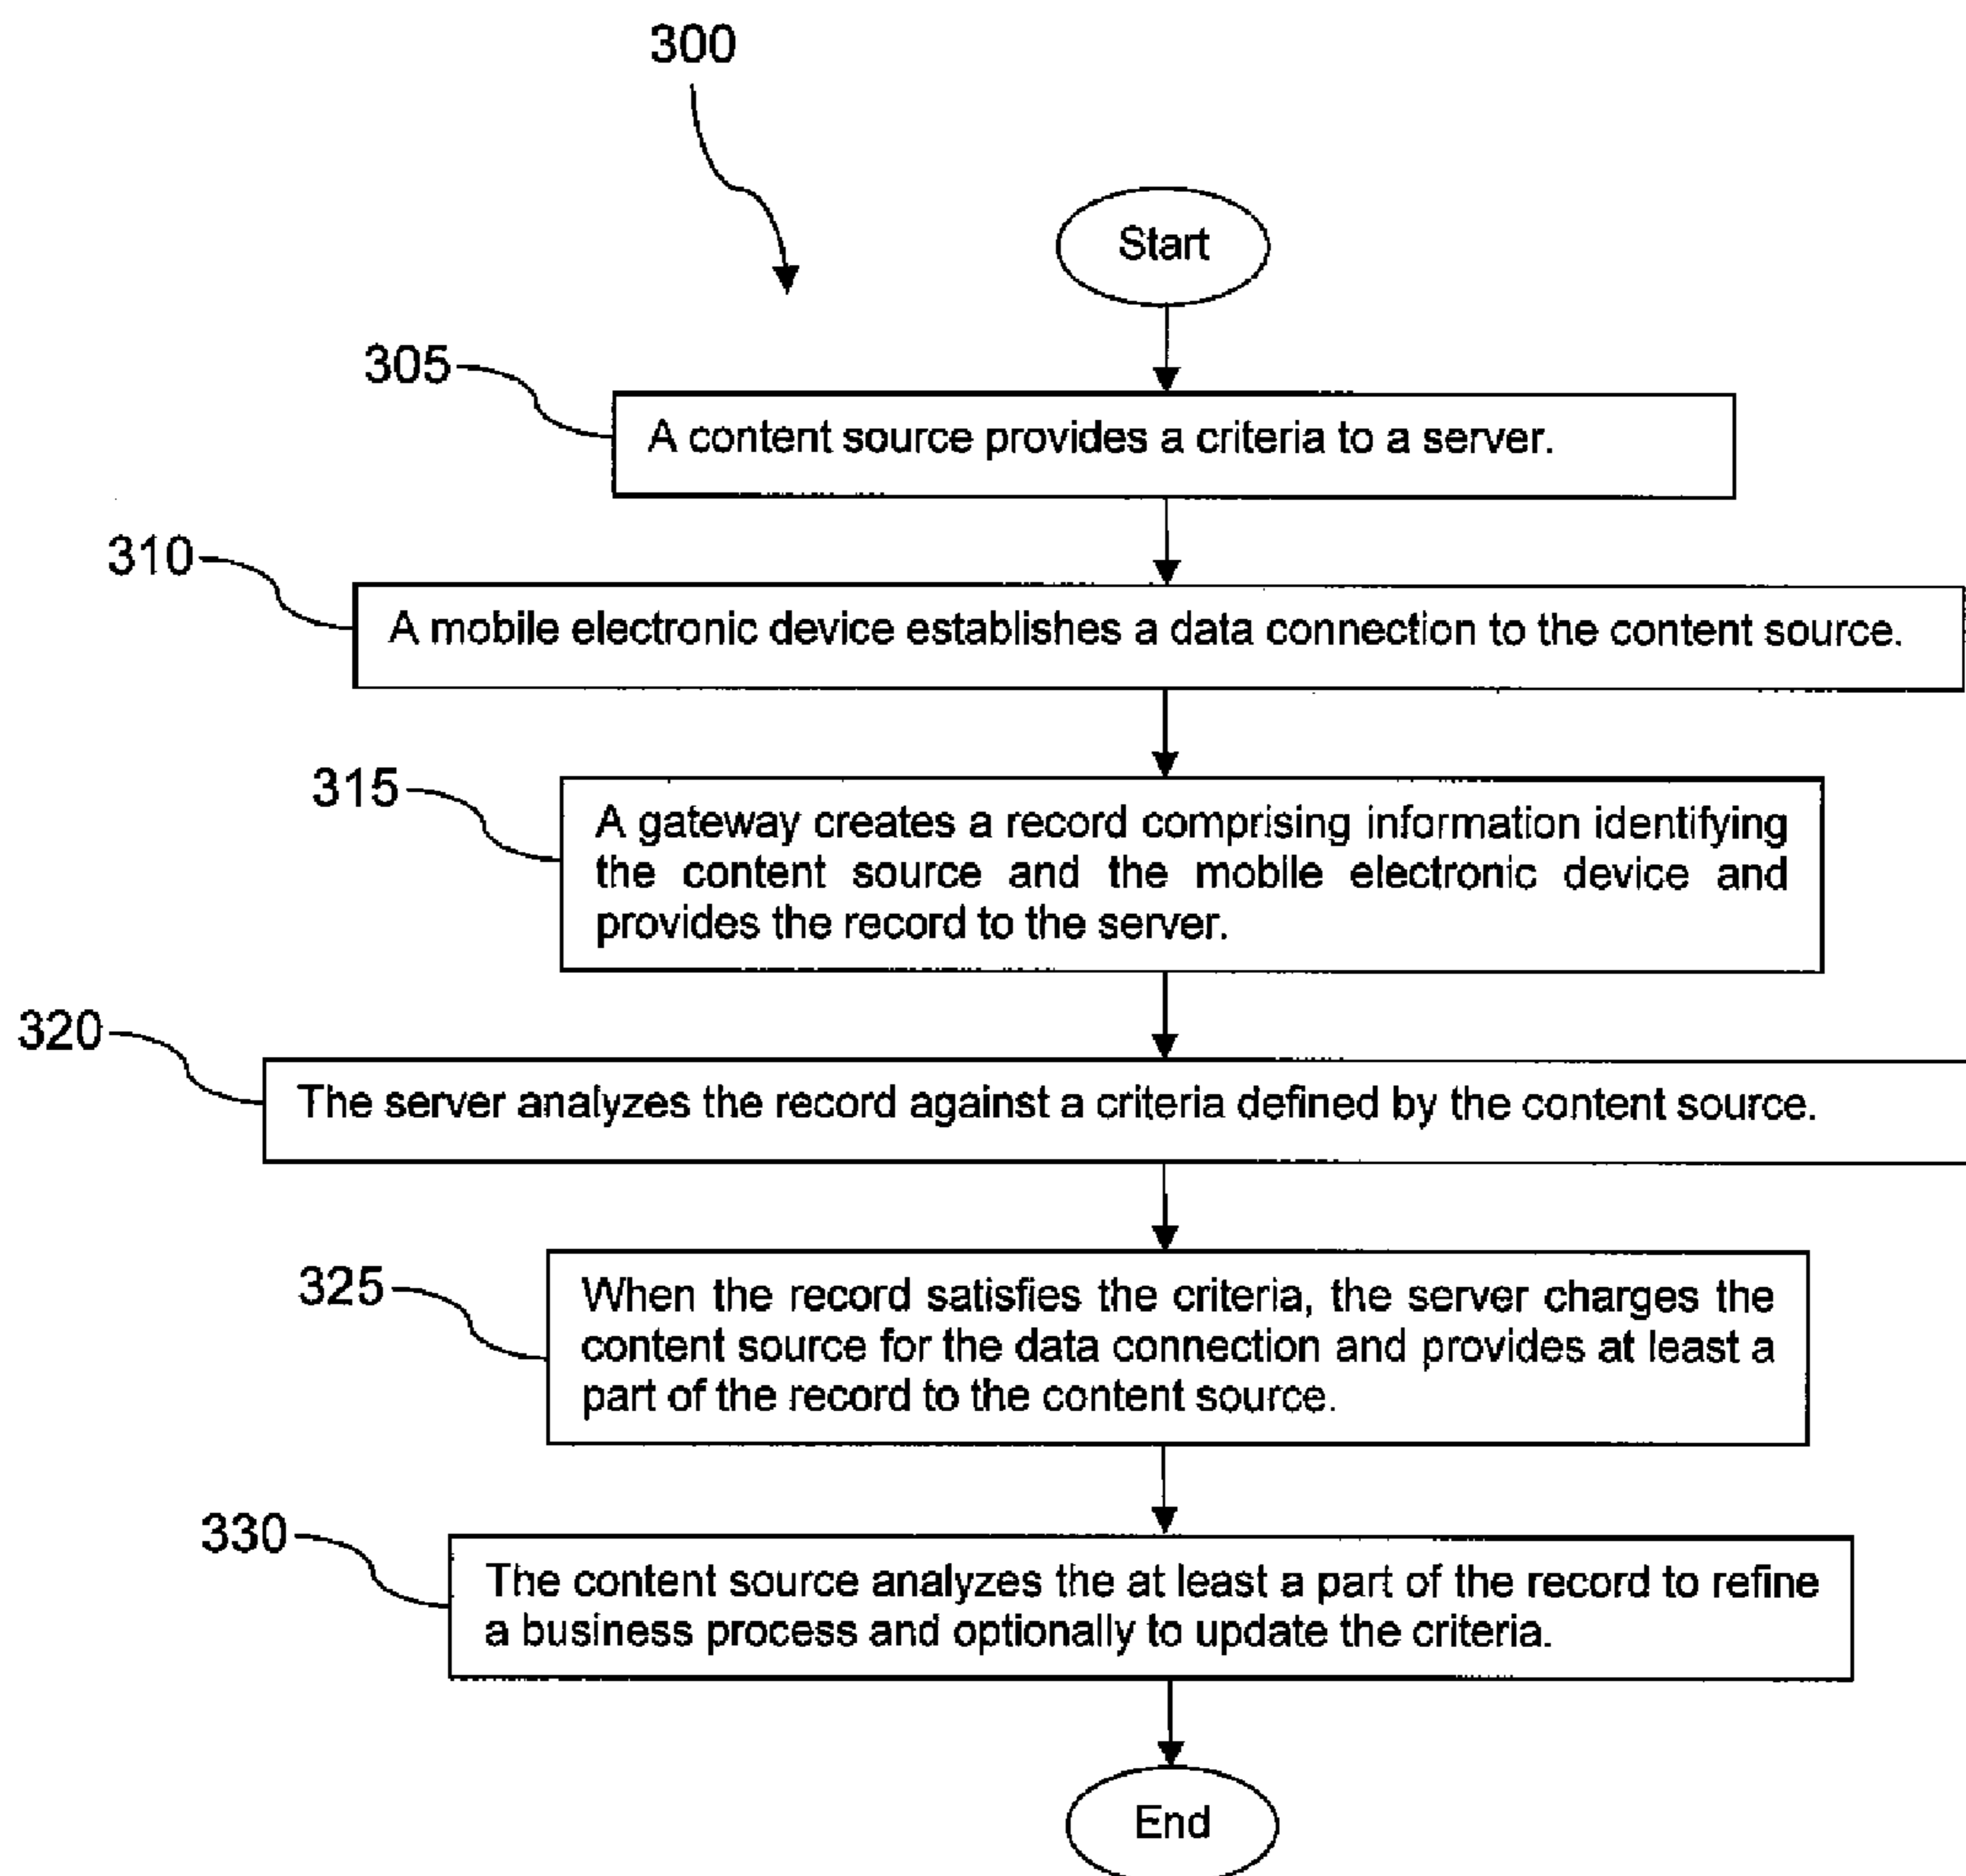 300
Start
305
A content source provides a criteria to a server.
310
A mobile electronic device establishes a data connection to the content source.
315
A gateway creates a record comprising information identifying
the content source and the mobile electronic device and
provides the record to the server.
320
The server analyzes the record against a criteria defined by the content source.
325
When the record satisfies the criteria, the server charges the
content source for the data connection and provides at least a
part of the record to the content source.
330
The content source analyzes the at least a part of the record to refine
a business process and optionally to update the criteria.
End